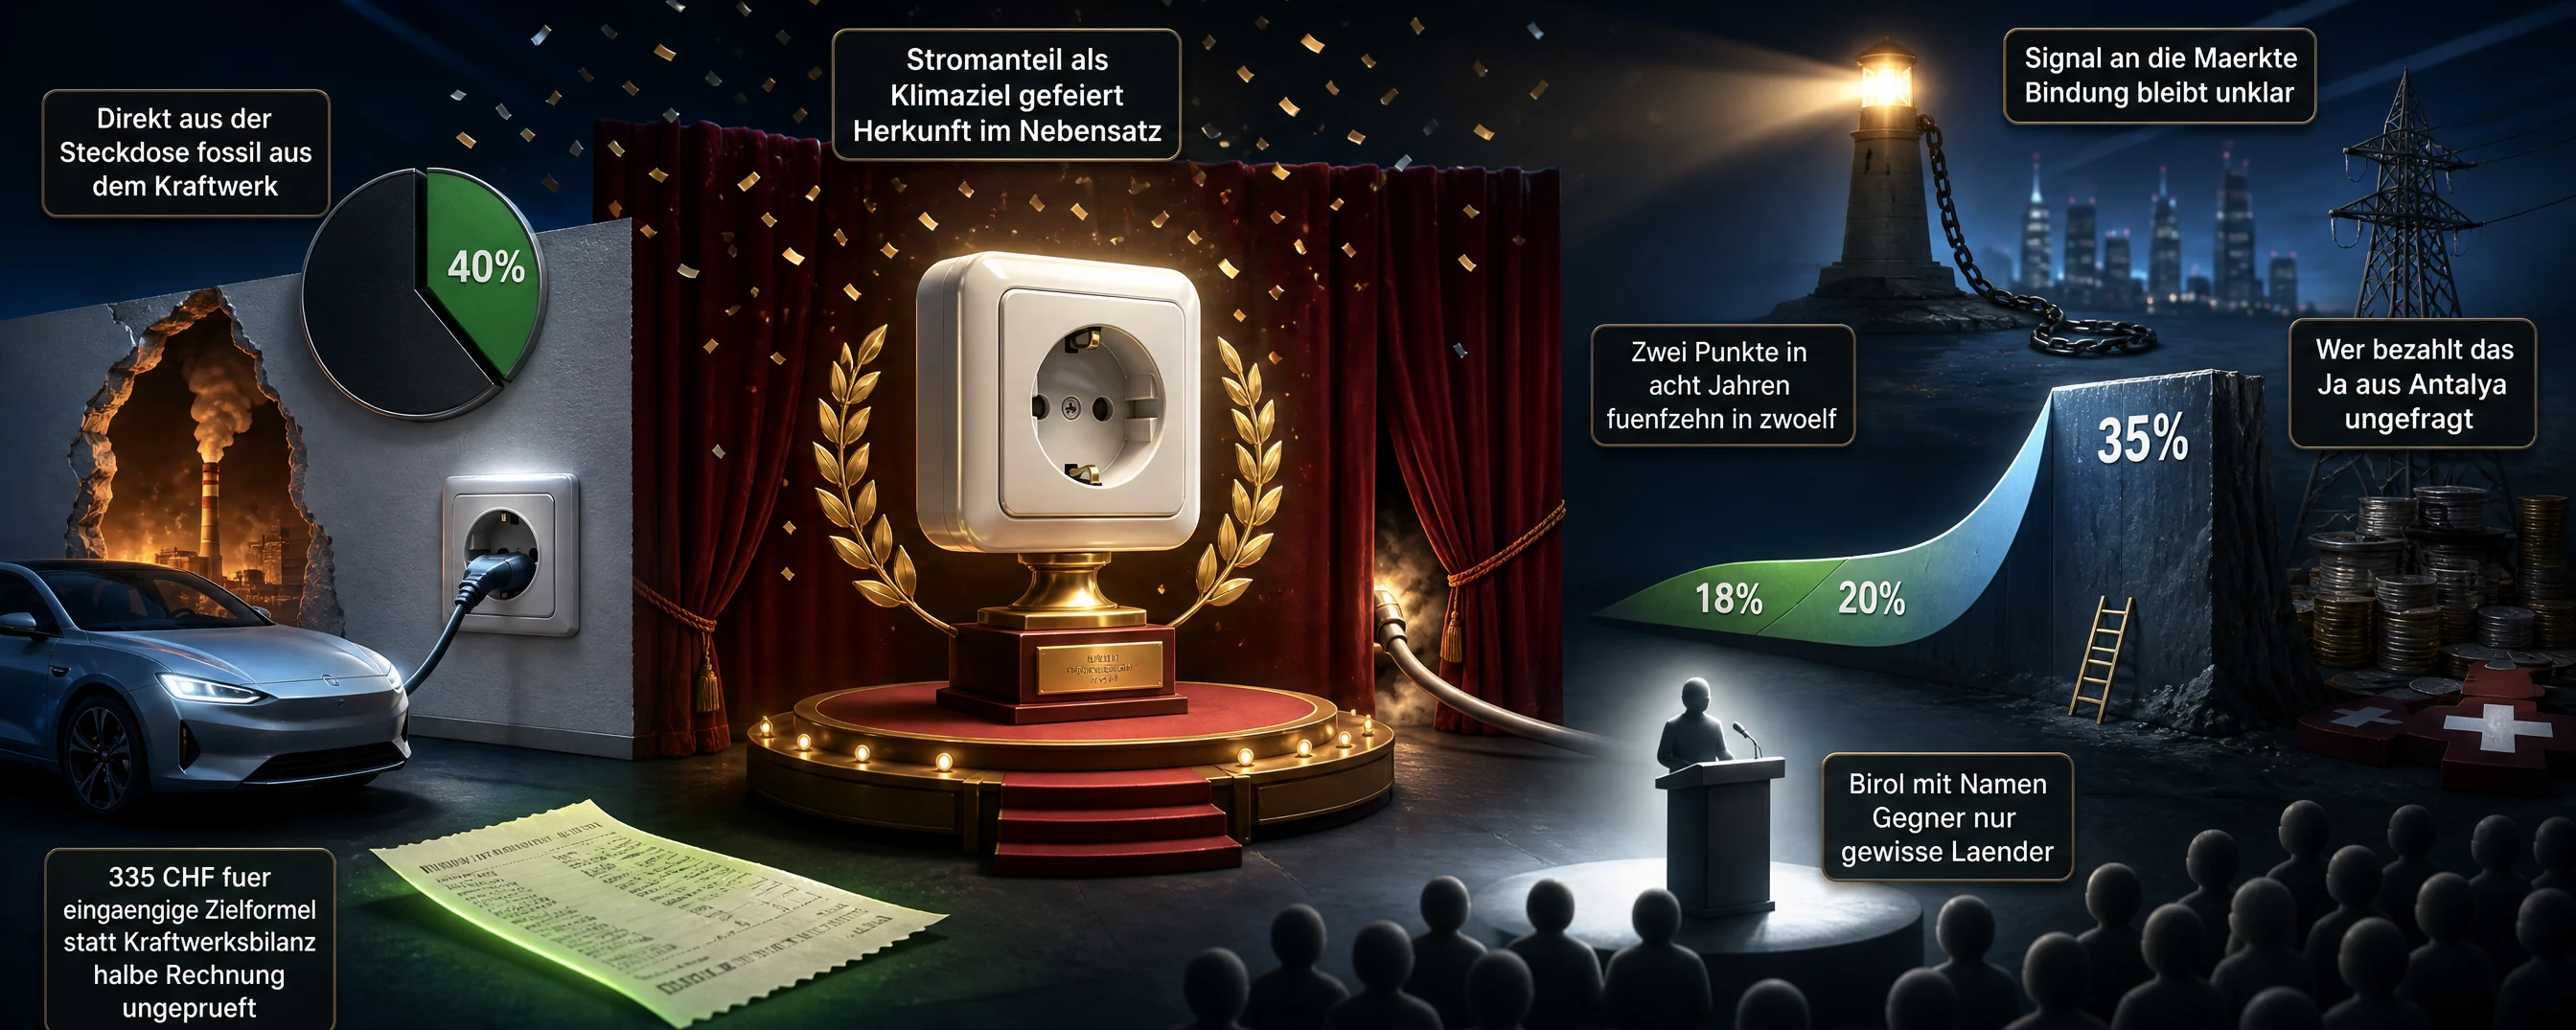 Direkt aus der
Steckdose fossil aus
dem Kraftwerk
40%
Stromanteil als
Klimaziel gefeiert
Herkunft im Nebensatz
Signal an die Maerkte
Bindung bleibt unklar
Zwei Punkte in
acht Jahren
fuenfzehn in zwoelf
Wer bezahlt das
Ja aus Antalya
ungefragt
35%
18%
20%
Birol mit Namen
Gegner nur
gewisse Laender
335 CHF fuer
eingaengige Zielformel
statt Kraftwerksbilanz
halbe Rechnung
ungeprueft